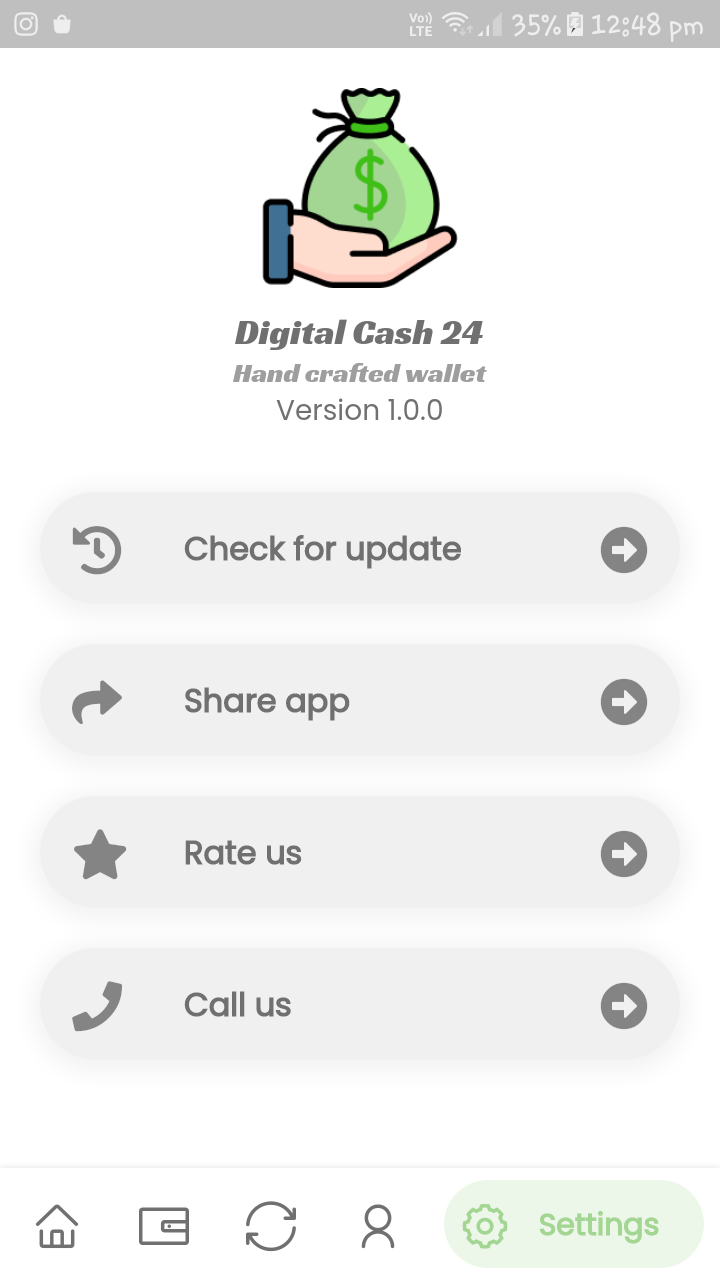 Vo)) LTE 35% 12:48 pm
$
Digital Cash 24
Hand crafted wallet
Version 1.0.0
Check for update
Share app
Rate us
Call us
Settings